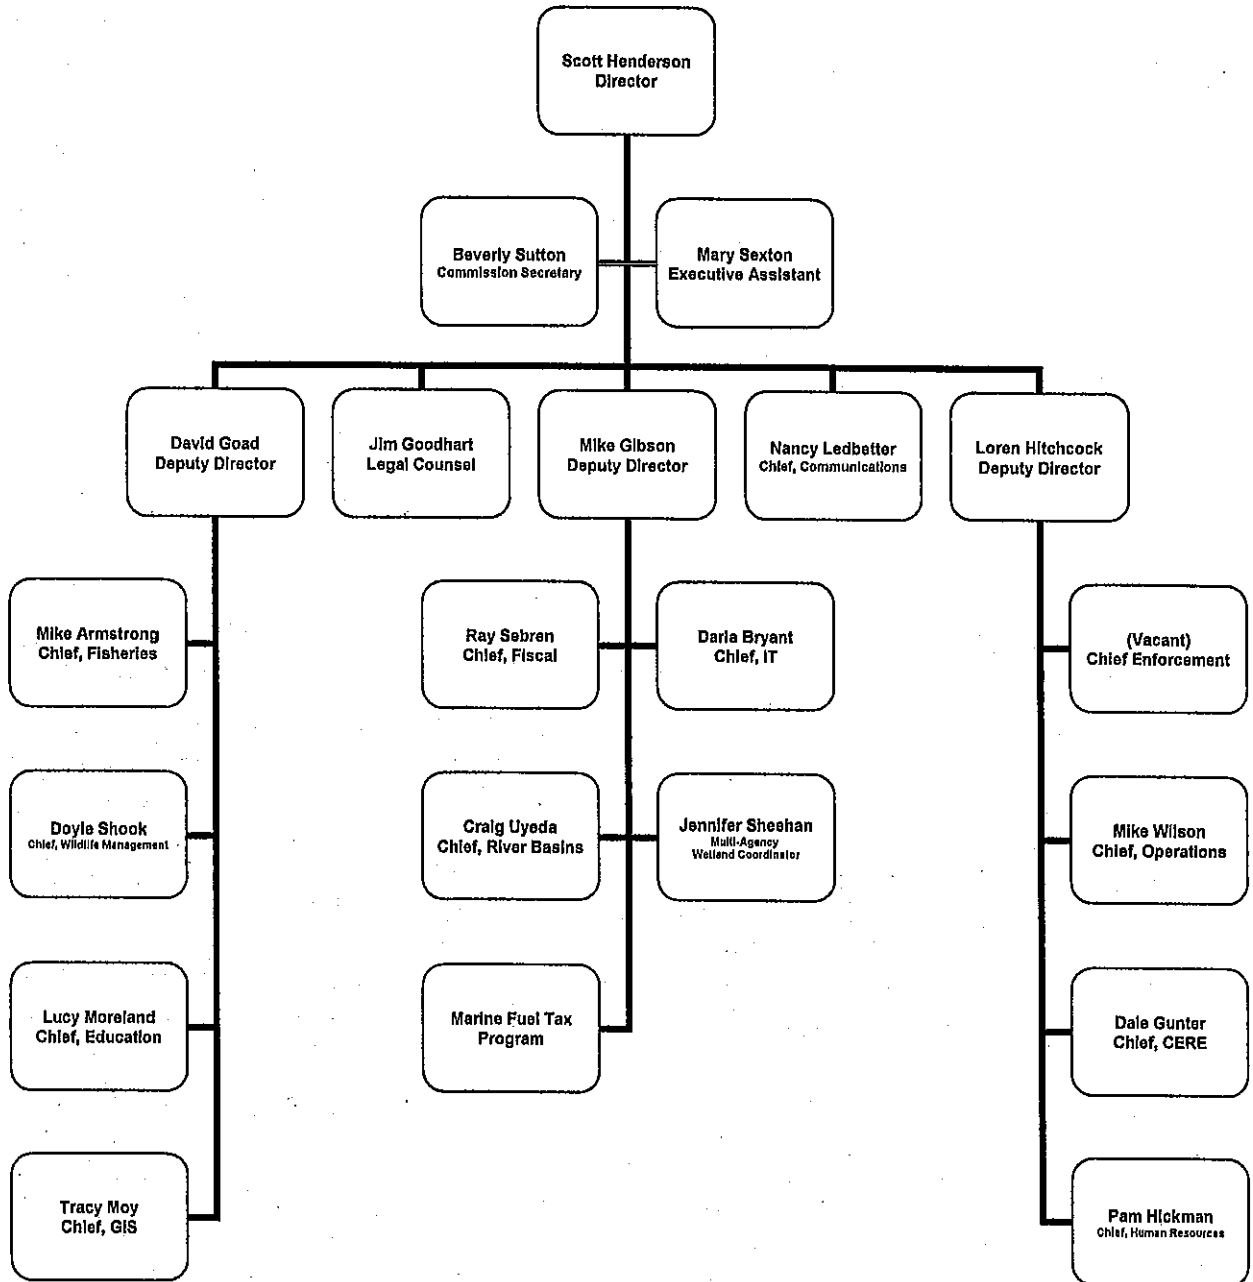 Scott Henderson
Director
Beverly Sutton
Commission Secretary
Mary Sexton
Executive Assistant
David Goad
Deputy Director
Jim Goodhart
Legal Counsel
Mike Gibson
Deputy Director
Nancy Ledbetter
Chief, Communications
Loren Hitchcock
Deputy Director
Mike Armstrong
Chief, Fisheries
Ray Sebren
Chief, Fiscal
Darla Bryant
Chief, IT
(Vacant)
Chief Enforcement
Doyle Shook
Chief, Wildlife Management
Craig Uyeda
Chief, River Basins
Jennifer Sheehan
Multi-Agency
Wetland Coordinator
Mike Wilson
Chief, Operations
Lucy Moreland
Chief, Education
Marine Fuel Tax
Program
Dale Gunter
Chief, CERE
Tracy Moy
Chief, GIS
Pam Hickman
Chief, Human Resources